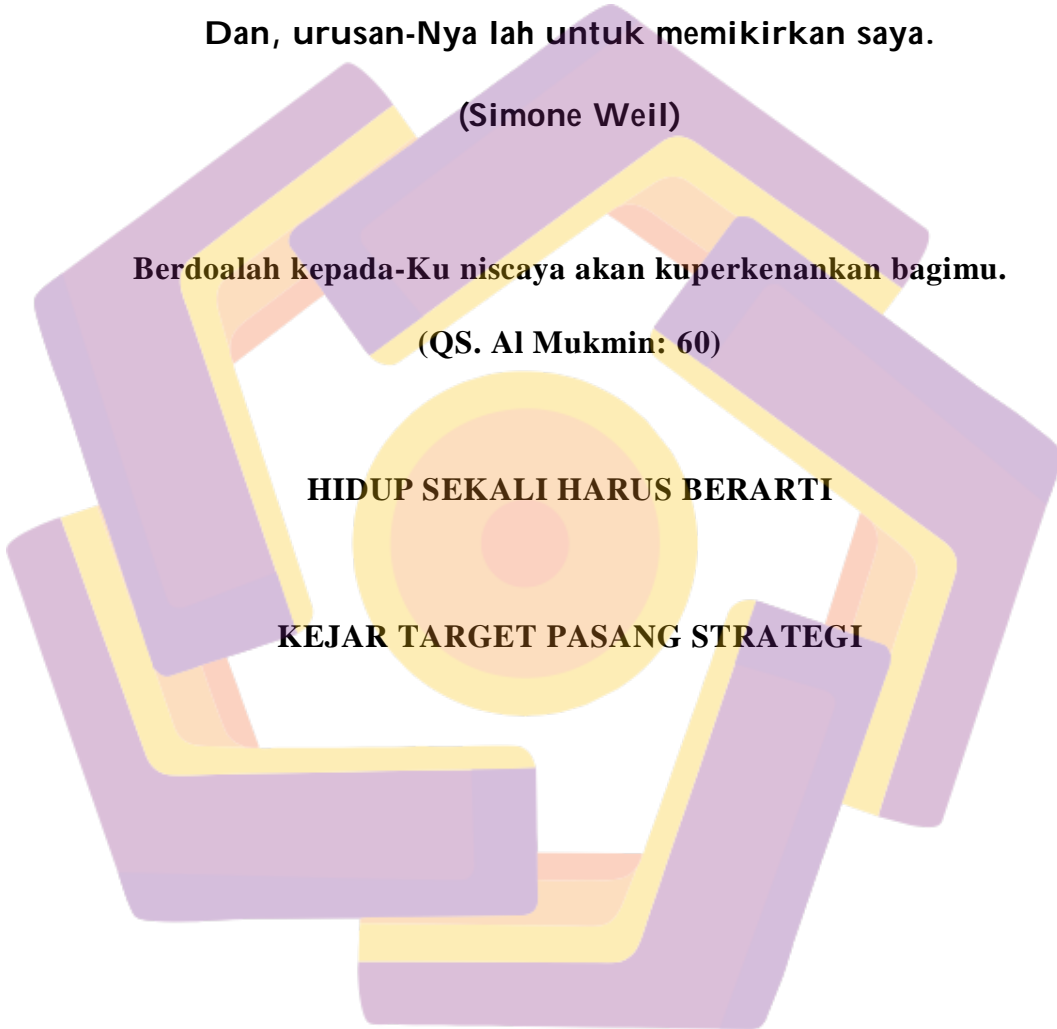 Dan, urusan-Nya lah untuk memikirkan saya.
(Simone Weil)
Berdoalah kepada-Ku niscaya akan kuperkenankan bagimu.
(QS. Al Mukmin: 60)
HIDUP SEKALI HARUS BERARTI
KEJAR TARGET PASANG STRATEGI